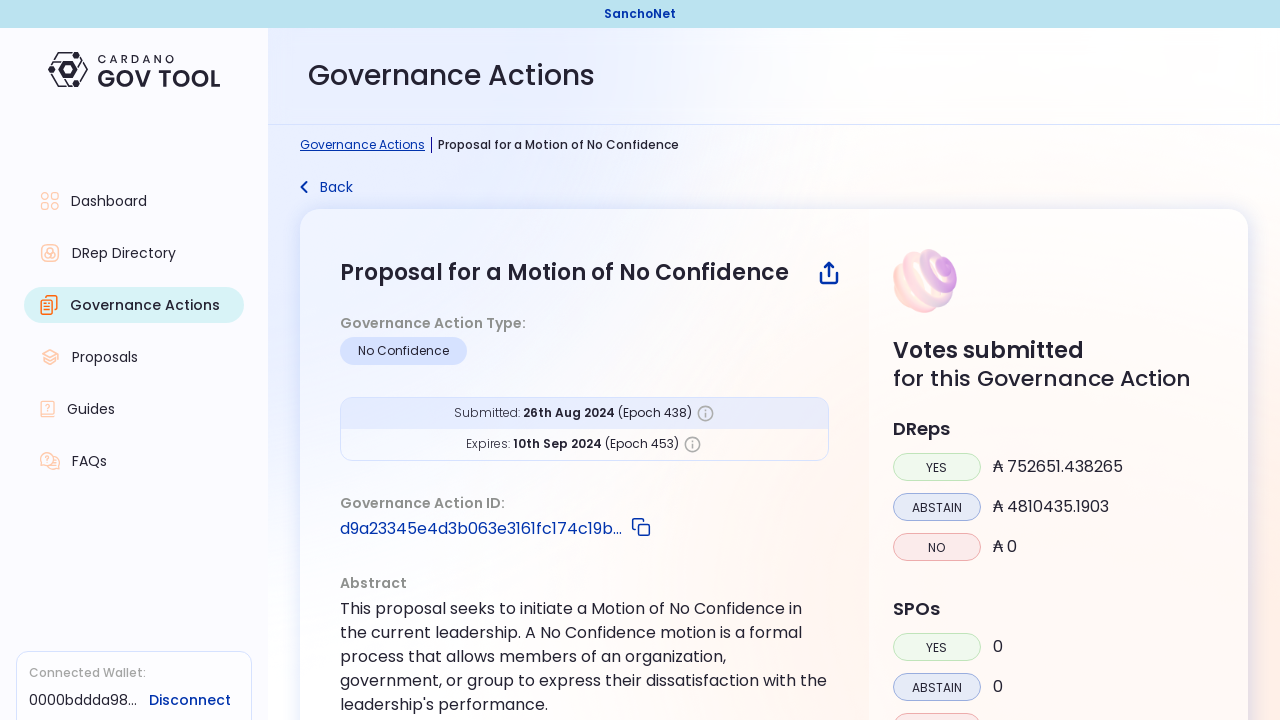 SanchoNet
CARDANO
GOV TOOL
Governance Actions
Governance Actions | Proposal for a Motion of No Confidence
Back
Dashboard
DRep Directory
Governance Actions
Proposals
Guides
FAQs
Connected Wallet:
0000bddda98... Disconnect
Proposal for a Motion of No Confidence
Governance Action Type:
No Confidence
Submitted: 26th Aug 2024 (Epoch 438)
Expires: 10th Sep 2024 (Epoch 453)
Governance Action ID:
d9a23345e4d3b063e3161fc174c19b...
Abstract
This proposal seeks to initiate a Motion of No Confidence in
the current leadership. A No Confidence motion is a formal
process that allows members of an organization,
government, or group to express their dissatisfaction with the
leadership's performance.
Votes submitted
for this Governance Action
DReps
YES ₳ 752651.438265
ABSTAIN ₳ 4810435.1903
NO ₳ 0
SPOs
YES 0
ABSTAIN 0